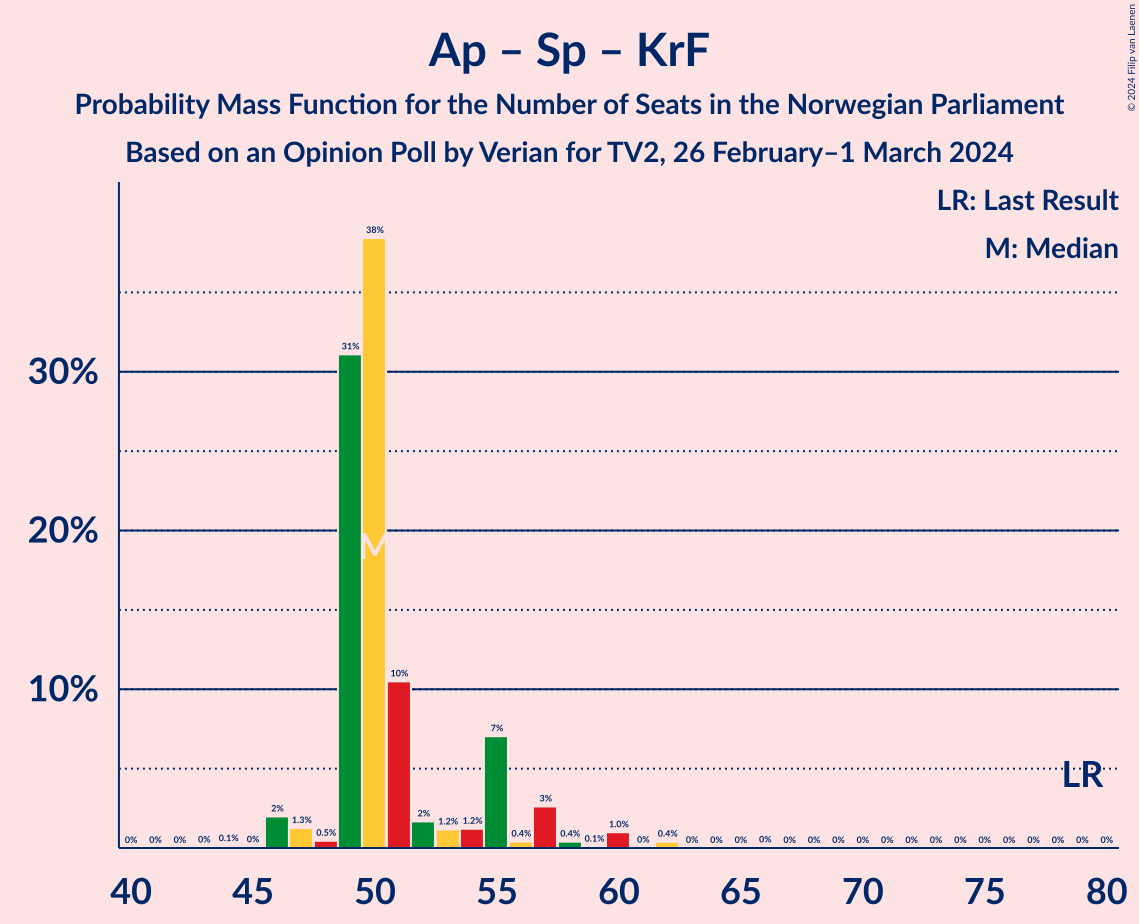 Ap – Sp – KrF
Probability Mass Function for the Number of Seats in the Norwegian Parliament
Based on an Opinion Poll by Verian for TV2, 26 February–1 March 2024
© 2024 Filip van Laenen
LR: Last Result
M: Median
38%
31%
30%
20%
M
10%
10%
7%
LR
0% 0% 0% 0% 0.1% 0% 2% 1.3% 0.5% 2% 1.2% 1.2% 0.4% 3% 0.4% 0.1% 1.0% 0% 0.4% 0% 0% 0% 0% 0% 0% 0% 0% 0% 0% 0% 0% 0% 0% 0% 0% 0% 0%
40 45 50 55 60 65 70 75 80